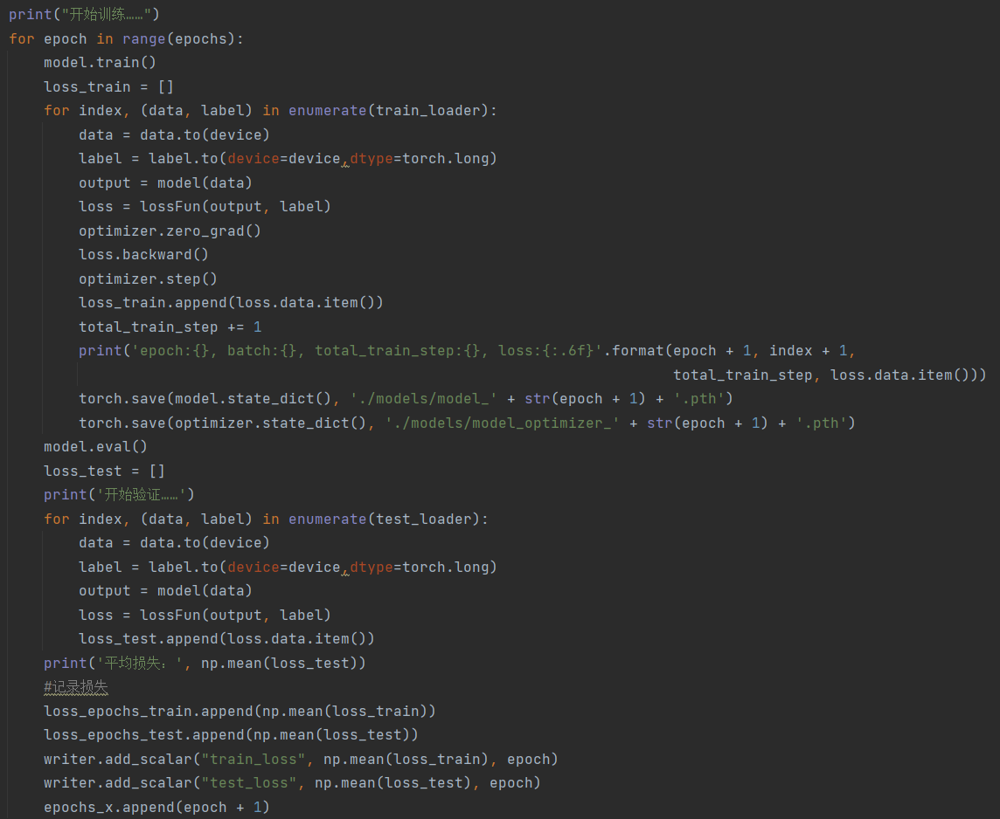 print("开始训练……")
for epoch in range(epochs):
    model.train()
    loss_train = []
    for index, (data, label) in enumerate(train_loader):
        data = data.to(device)
        label = label.to(device=device,dtype=torch.long)
        output = model(data)
        loss = lossFun(output, label)
        optimizer.zero_grad()
        loss.backward()
        optimizer.step()
        loss_train.append(loss.data.item())
        total_train_step += 1
        print('epoch:{}, batch:{}, total_train_step:{}, loss:{:.6f}'.format(epoch + 1, index + 1,
                                                                            total_train_step, loss.data.item()))
        torch.save(model.state_dict(), './models/model_' + str(epoch + 1) + '.pth')
        torch.save(optimizer.state_dict(), './models/model_optimizer_' + str(epoch + 1) + '.pth')
    model.eval()
    loss_test = []
    print('开始验证……')
    for index, (data, label) in enumerate(test_loader):
        data = data.to(device)
        label = label.to(device=device,dtype=torch.long)
        output = model(data)
        loss = lossFun(output, label)
        loss_test.append(loss.data.item())
    print('平均损失：', np.mean(loss_test))
    #记录损失
    loss_epochs_train.append(np.mean(loss_train))
    loss_epochs_test.append(np.mean(loss_test))
    writer.add_scalar("train_loss", np.mean(loss_train), epoch)
    writer.add_scalar("test_loss", np.mean(loss_test), epoch)
    epochs_x.append(epoch + 1)